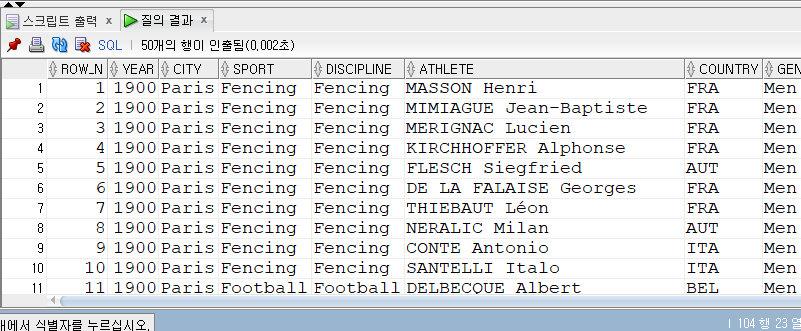 스크립트 출력 x 질의 결과 x
SQL | 50개의 행이 인출됨(0,002초)
ROW_N YEAR CITY SPORT DISCIPLINE ATHLETE COUNTRY GEN
1 1 1900 Paris Fencing Fencing MASSON Henri FRA Men
2 2 1900 Paris Fencing Fencing MIMIAGUE Jean-Baptiste FRA Men
3 3 1900 Paris Fencing Fencing MERIGNAC Lucien FRA Men
4 4 1900 Paris Fencing Fencing KIRCHHOFFER Alphonse FRA Men
5 5 1900 Paris Fencing Fencing FLESCH Siegfried AUT Men
6 6 1900 Paris Fencing Fencing DE LA FALAISE Georges FRA Men
7 7 1900 Paris Fencing Fencing THIEBAUT Léon FRA Men
8 8 1900 Paris Fencing Fencing NERALIC Milan AUT Men
9 9 1900 Paris Fencing Fencing CONTE Antonio ITA Men
10 10 1900 Paris Fencing Fencing SANTELLI Italo ITA Men
11 11 1900 Paris Football Football DELBECQUE Albert BEL Men
개에서 식별자를 누르십시오, | 104 행 23 열